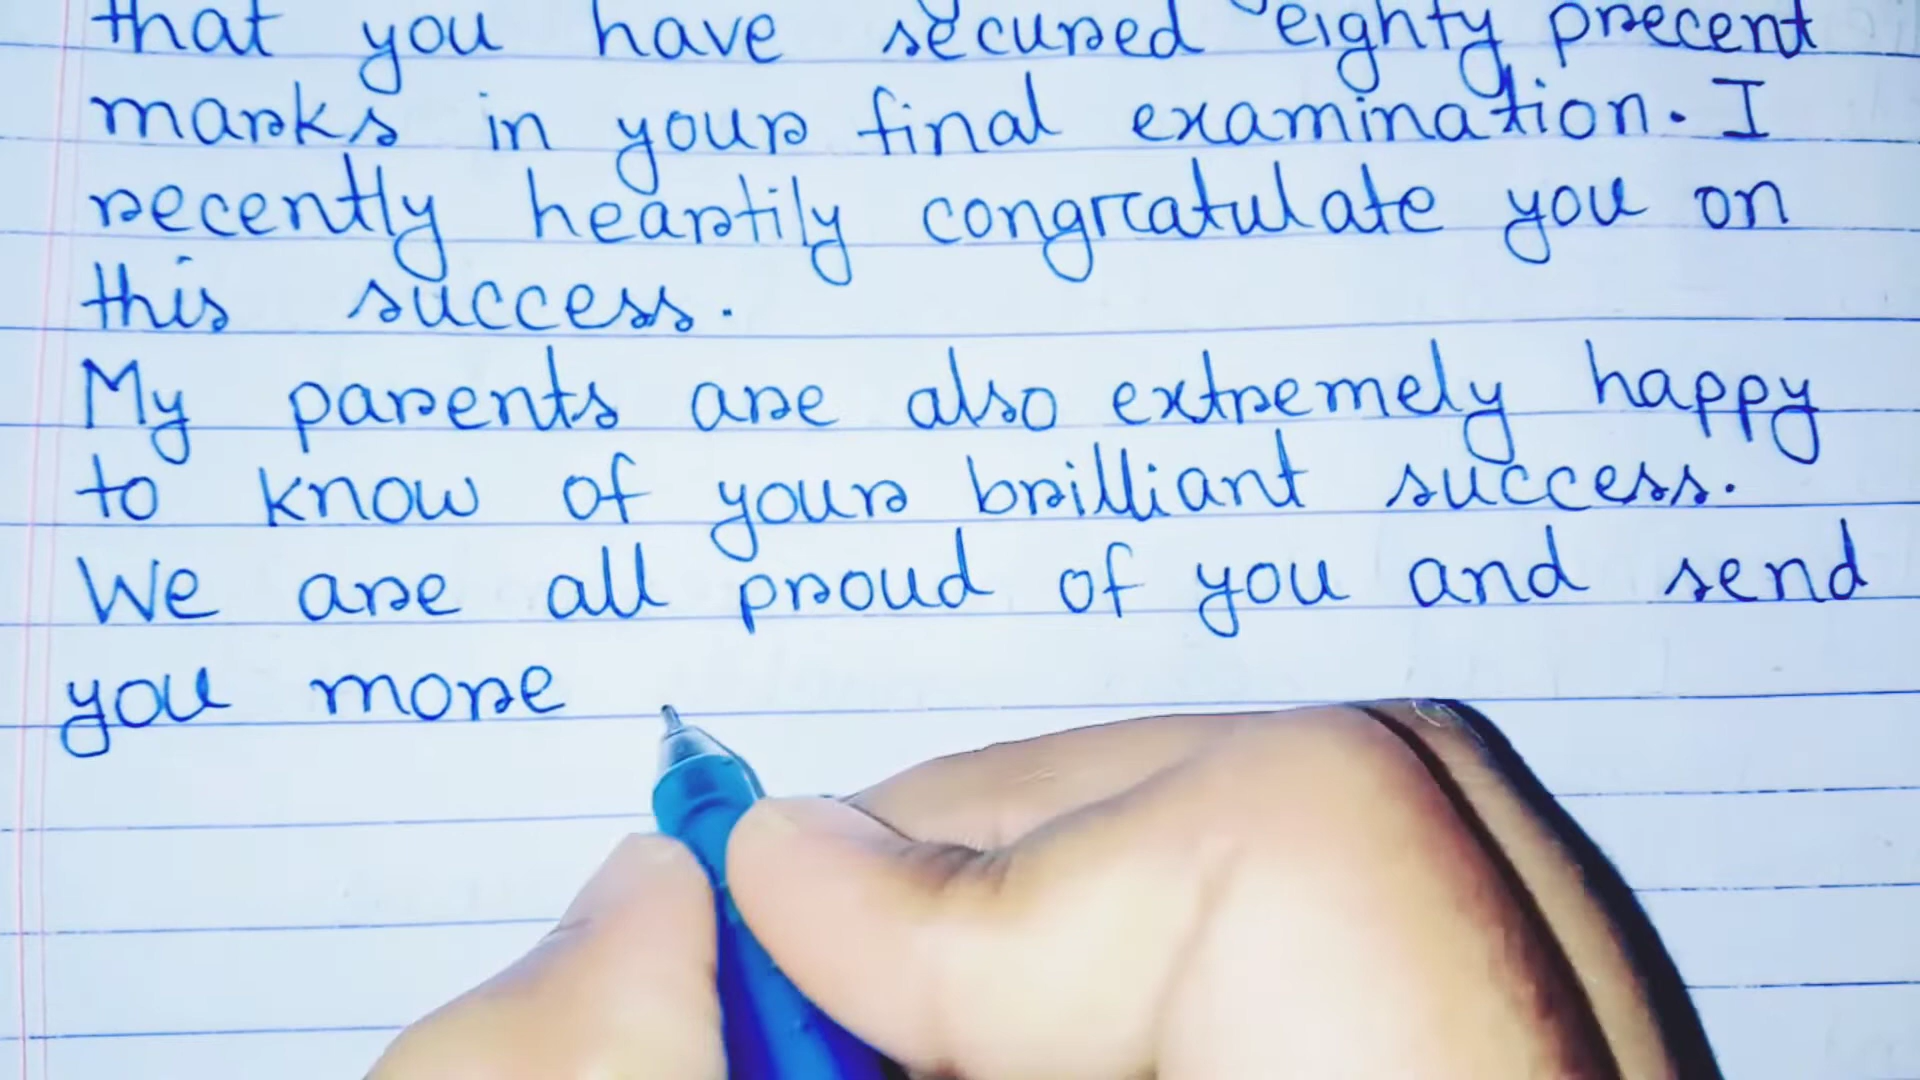 that you have secured eighty precent
marks in your final examination. I
recently heartily congratulate you on
this success.
My parents are also extremely happy
to know of your brilliant success.
We are all proud of you and send
you more